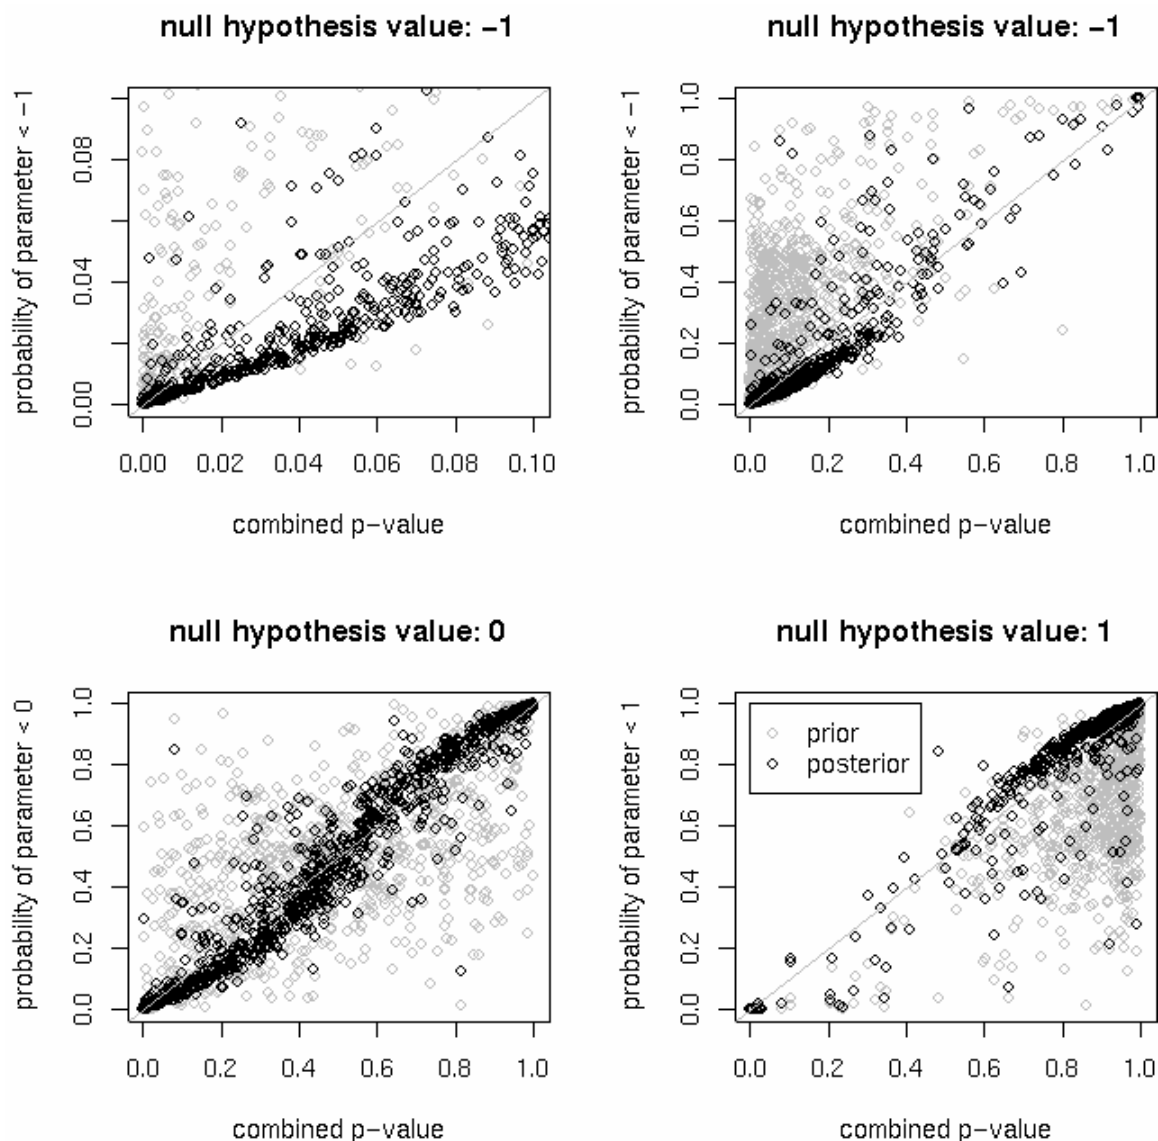 null hypothesis value: −1
probability of parameter < −1
0.00 0.04 0.08
0.00 0.02 0.04 0.06 0.08 0.10
combined p−value
null hypothesis value: −1
probability of parameter < −1
0.0 0.2 0.4 0.6 0.8 1.0
0.0 0.2 0.4 0.6 0.8 1.0
combined p−value
null hypothesis value: 0
probability of parameter < 0
0.0 0.2 0.4 0.6 0.8 1.0
0.0 0.2 0.4 0.6 0.8 1.0
combined p−value
null hypothesis value: 1
probability of parameter < 1
0.0 0.2 0.4 0.6 0.8 1.0
prior
posterior
0.0 0.2 0.4 0.6 0.8 1.0
combined p−value